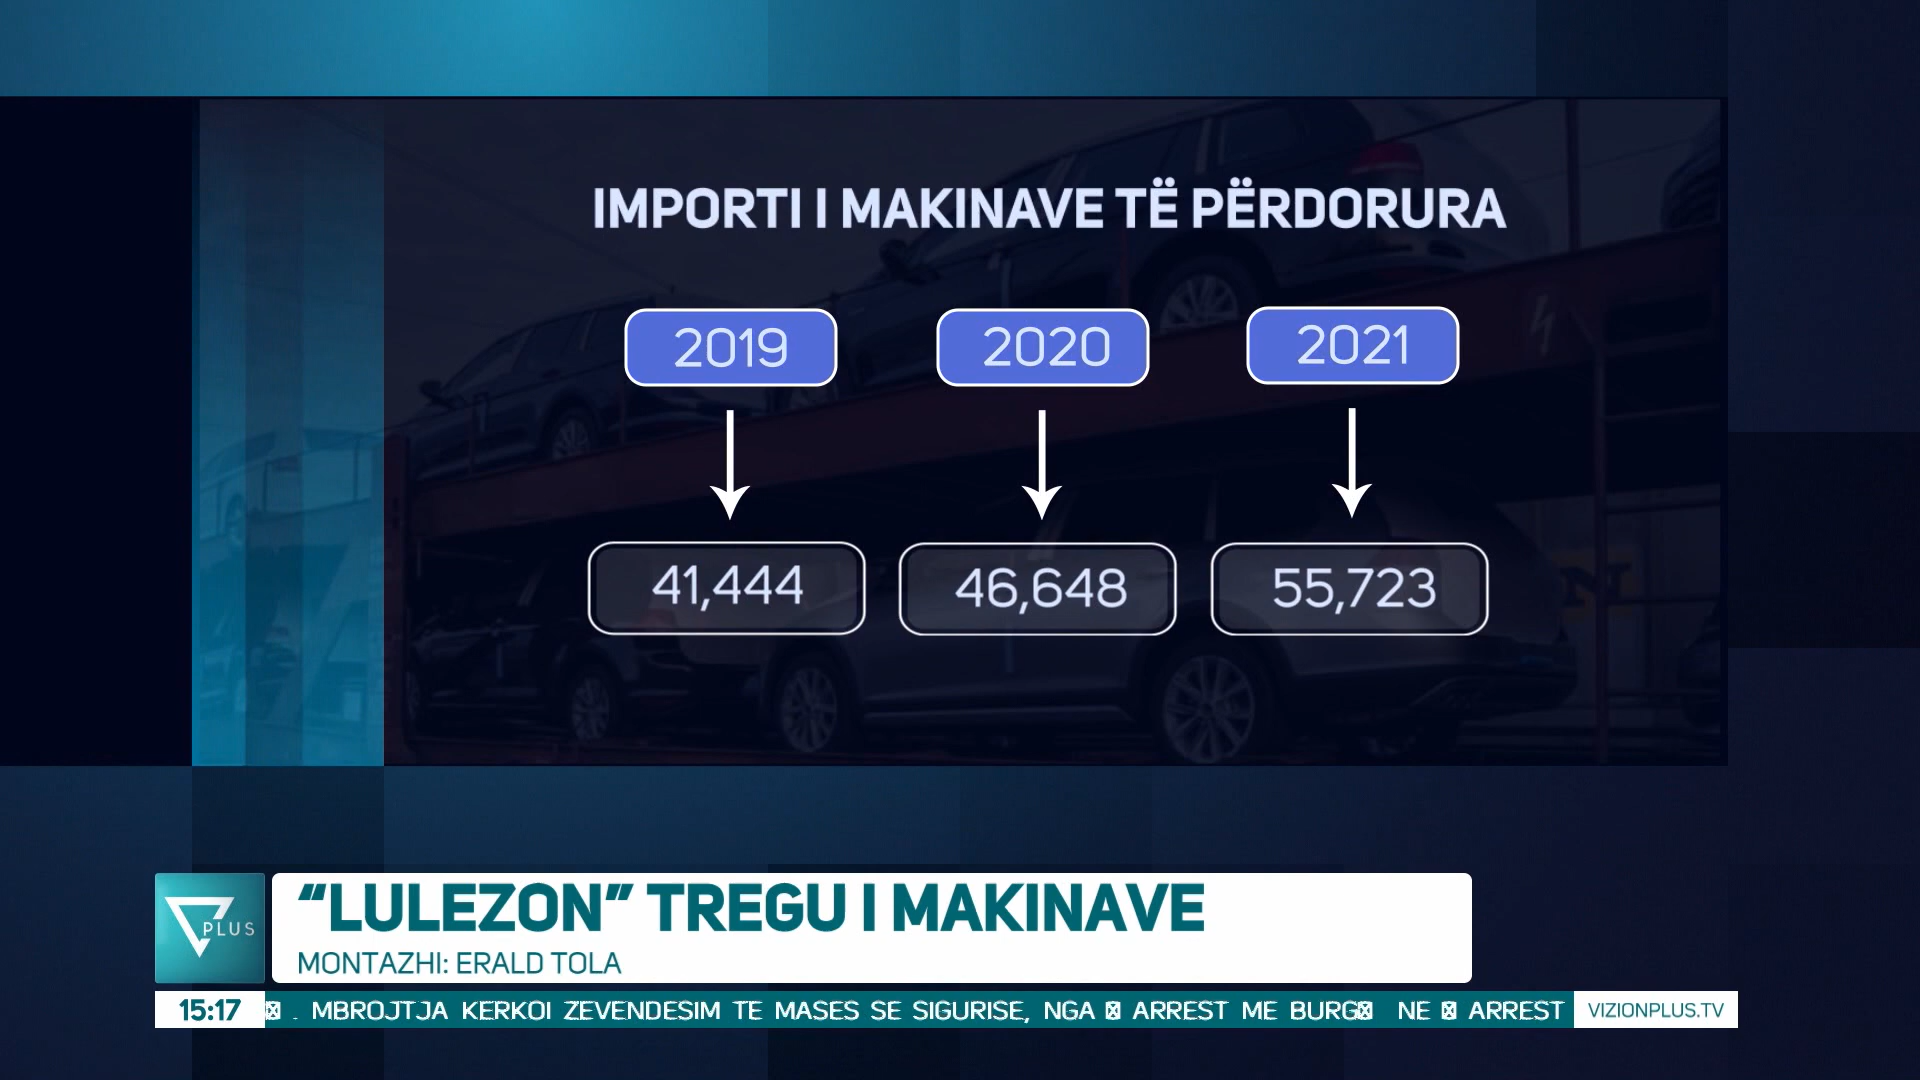 IMPORTI I MAKINAVE TË PËRDORURA
2019 2020 2021
41,444 46,648 55,723
“LULEZON” TREGU I MAKINAVE
PLUS
MONTAZHI: ERALD TOLA
15:17 . MBROJTJA KERKOI ZEVENDESIM TE MASES SE SIGURISE, NGA ARREST ME BURG NE ARREST VIZIONPLUS.TV